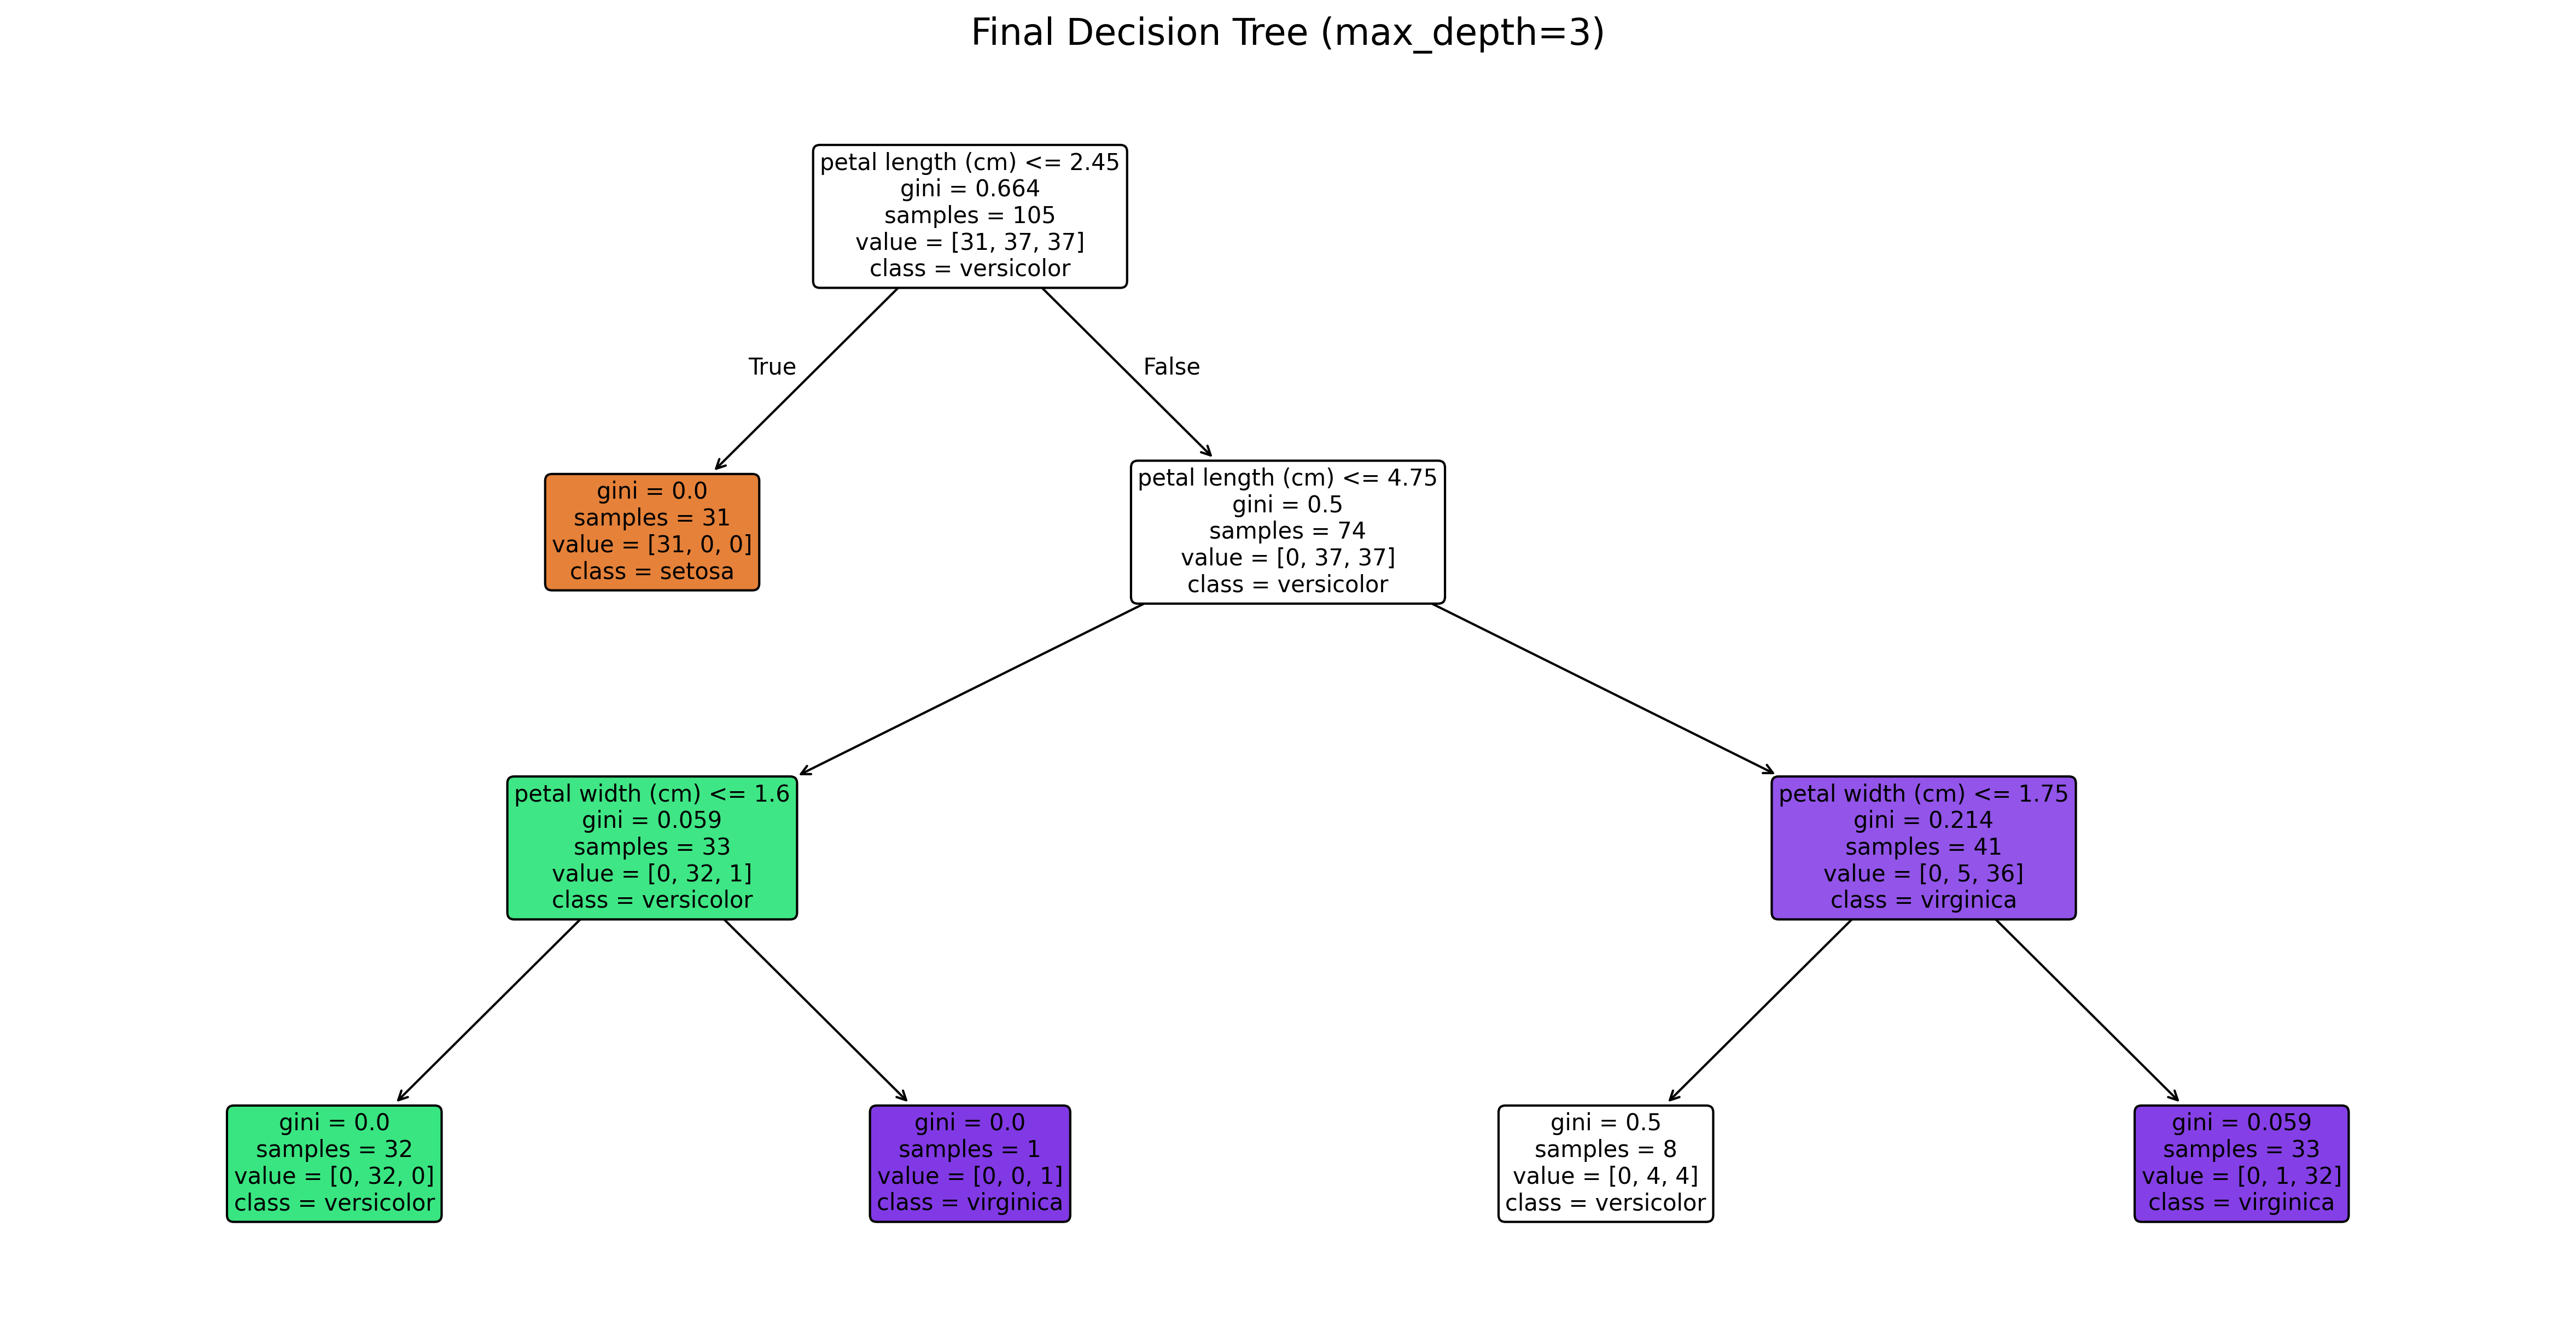 Final Decision Tree (max_depth=3)
petal length (cm) <= 2.45
gini = 0.664
samples = 105
value = [31, 37, 37]
class = versicolor
True
False
gini = 0.0
samples = 31
value = [31, 0, 0]
class = setosa
petal length (cm) <= 4.75
gini = 0.5
samples = 74
value = [0, 37, 37]
class = versicolor
petal width (cm) <= 1.6
gini = 0.059
samples = 33
value = [0, 32, 1]
class = versicolor
petal width (cm) <= 1.75
gini = 0.214
samples = 41
value = [0, 5, 36]
class = virginica
gini = 0.0
samples = 32
value = [0, 32, 0]
class = versicolor
gini = 0.0
samples = 1
value = [0, 0, 1]
class = virginica
gini = 0.5
samples = 8
value = [0, 4, 4]
class = versicolor
gini = 0.059
samples = 33
value = [0, 1, 32]
class = virginica